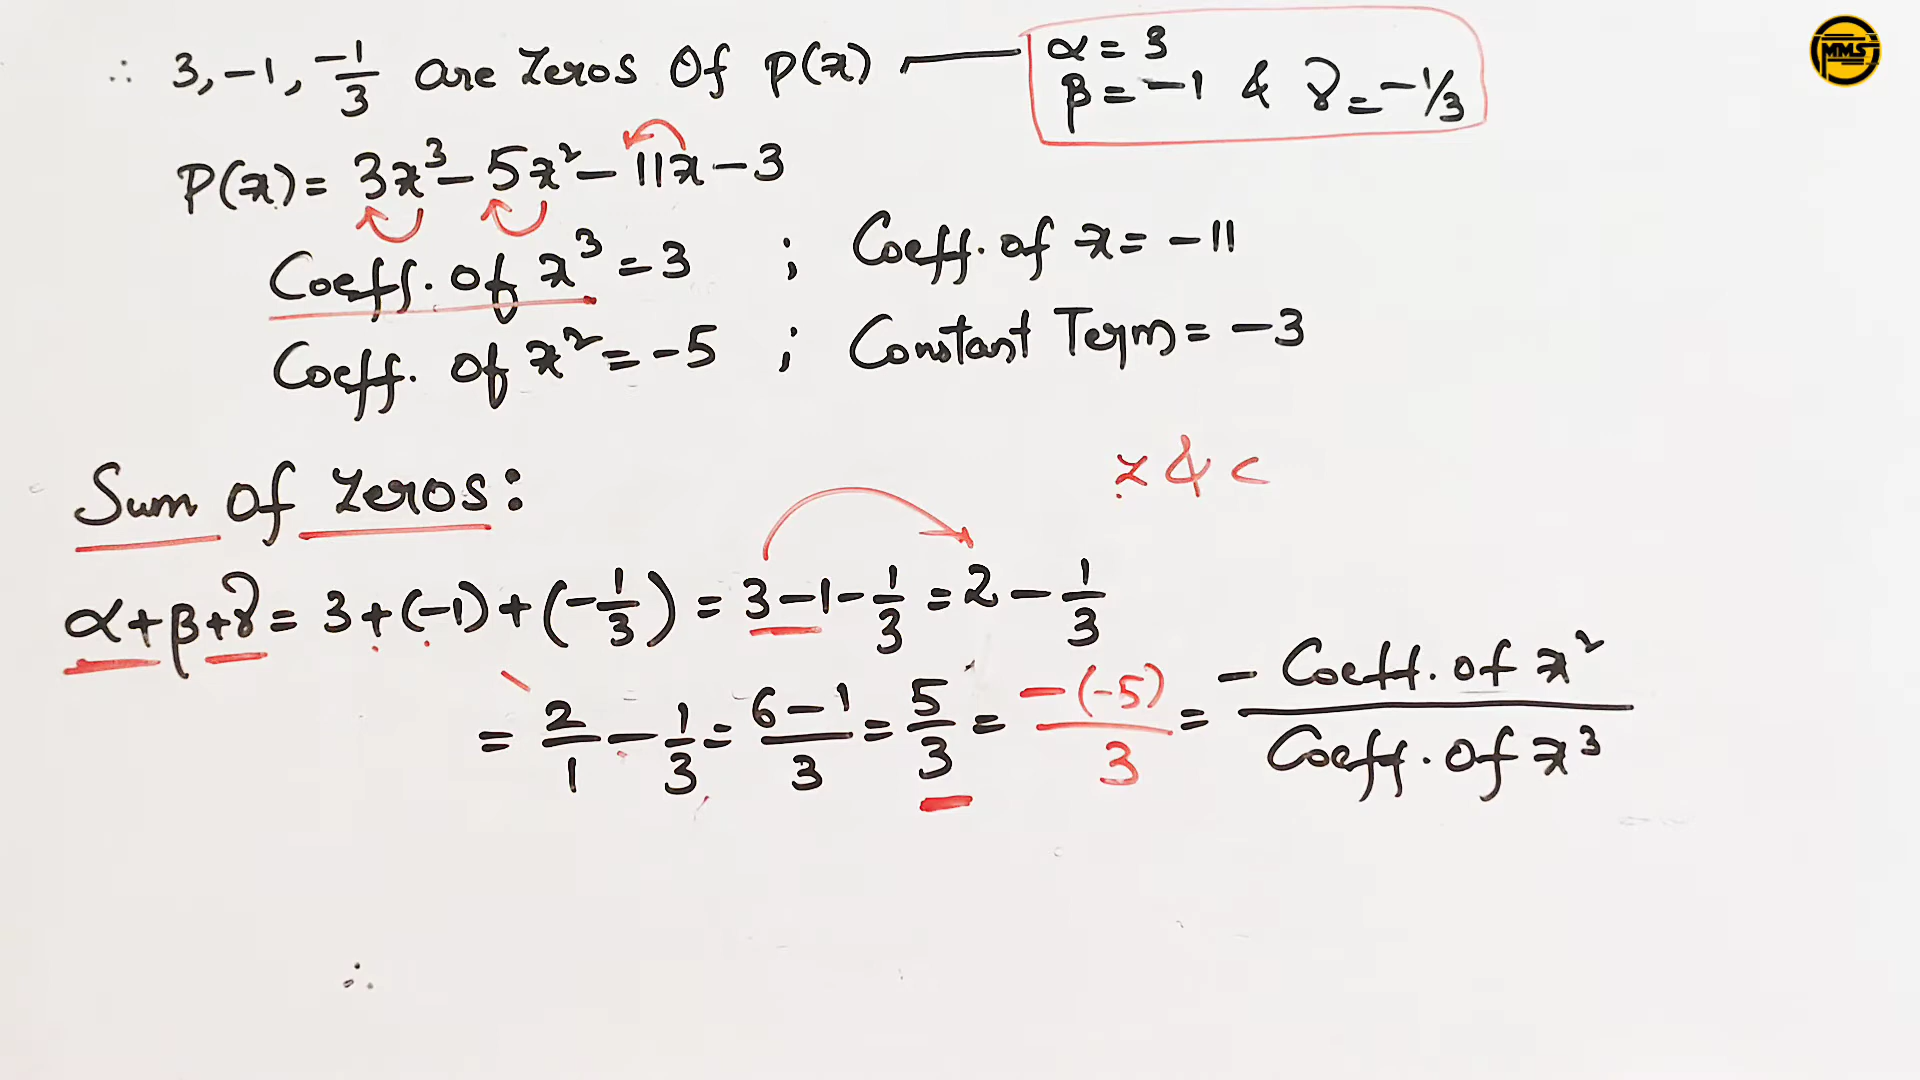 ∴ 3, -1, -1/3 are zeros of P(x) — α = 3
β = -1 & γ = -1/3
P(x) = 3x³ - 5x² - 11x - 3
Coeff. of x³ = 3 ; Coeff. of x = -11
Coeff. of x² = -5 ; Constant Term = -3
z & c
Sum of zeros:
α + β + γ = 3 + (-1) + (-1/3) = 3 - 1 - 1/3 = 2 - 1/3
= 2/1 - 1/3 = 6 - 1/3 = 5/3 = -(-5)/3 = - Coeff. of x²/Coeff. of x³
∴
MMS